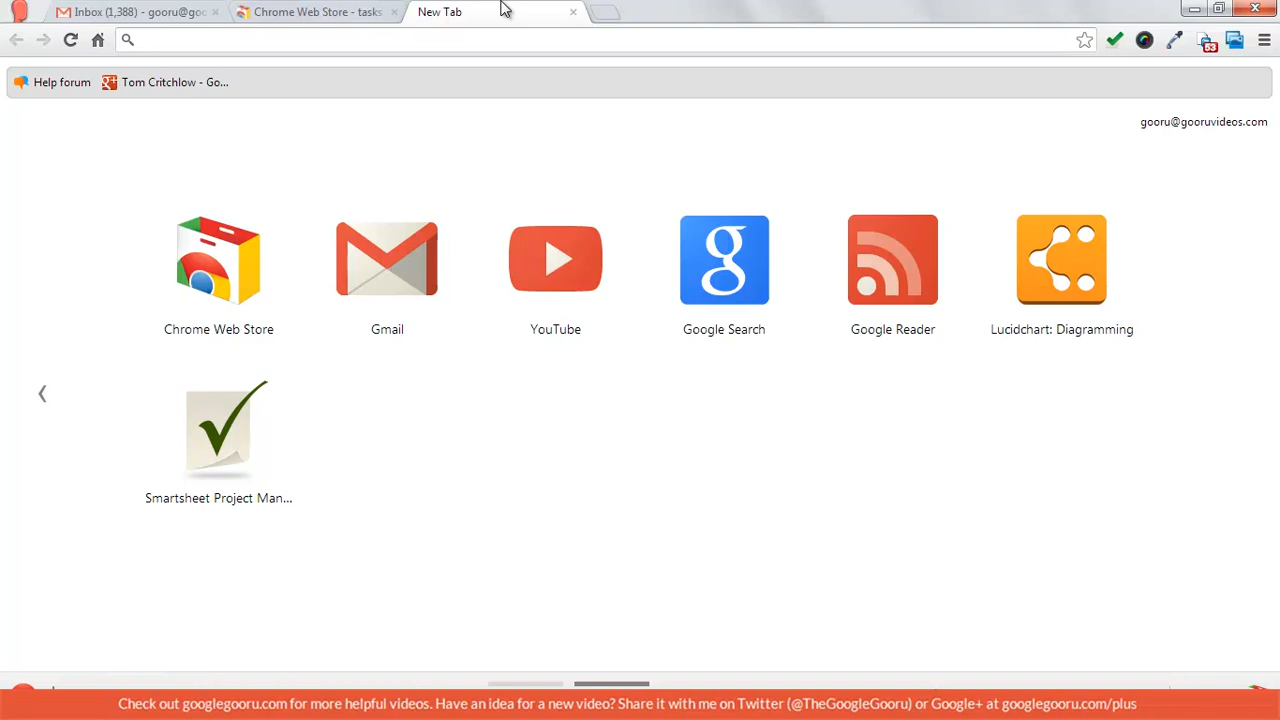 Inbox (1,388) - gooru@goo
Chrome Web Store - tasks
New Tab
53
Help forum
Tom Critchlow - Go...
gooru@gooruvideos.com
Chrome Web Store
Gmail
YouTube
Google Search
Google Reader
Lucidchart: Diagramming
Smartsheet Project Man...
Check out googlegooru.com for more helpful videos. Have an idea for a new video? Share it with me on Twitter (@TheGoogleGooru) or Google+ at googlegooru.com/plus